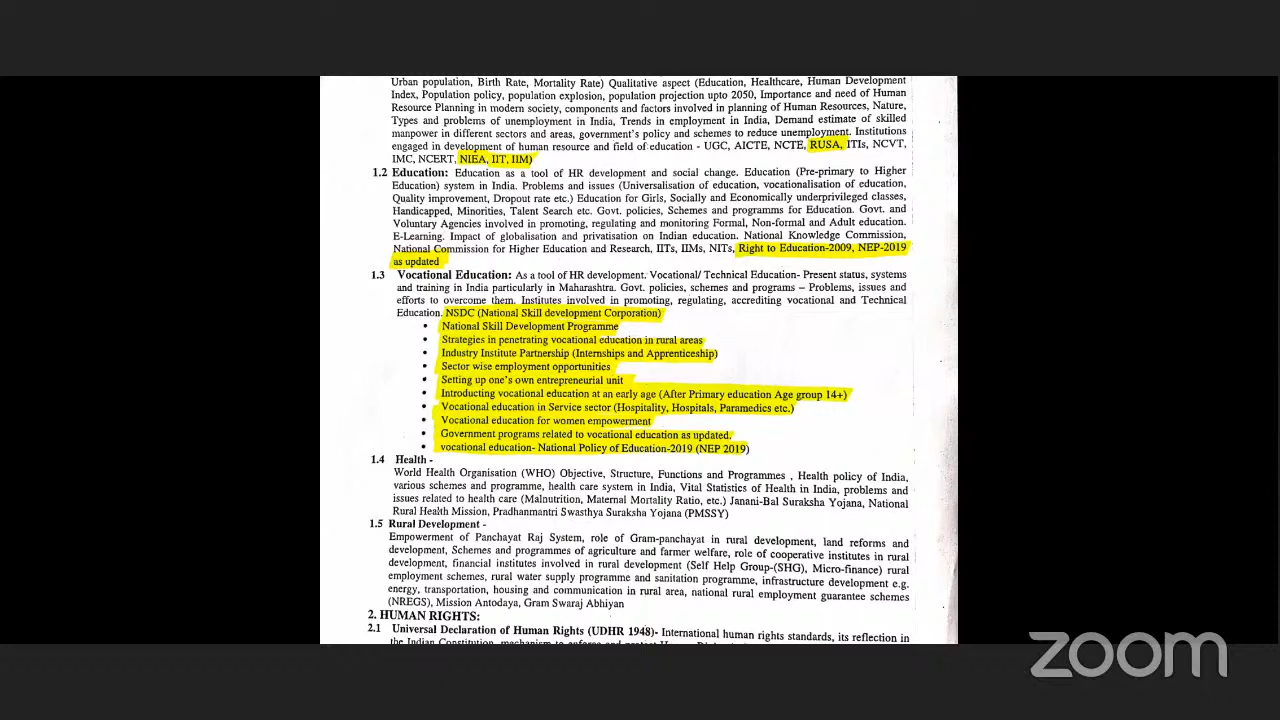 Urban population, Birth Rate, Mortality Rate) Qualitative aspect (Education, Healthcare, Human Development
Index, Population policy, population explosion, population projection upto 2050, Importance and need of Human
Resource Planning in modern society, components and factors involved in planning of Human Resources, Nature,
Types and problems of unemployment in India, Trends in employment in India, Demand estimate of skilled
manpower in different sectors and areas, government's policy and schemes to reduce unemployment. Institutions
engaged in development of human resource and field of education - UGC, AICTE, NCTE, RUSA, ITIs, NCVT,
IMC, NCERT, NIEA, IIT, IIM)
1.2 Education: Education as a tool of HR development and social change. Education (Pre-primary to Higher
Education) system in India. Problems and issues (Universalisation of education, vocationalisation of education,
Quality improvement, Dropout rate etc.) Education for Girls, Socially and Economically underprivileged classes,
Handicapped, Minorities, Talent Search etc. Govt. policies, Schemes and programms for Education. Govt. and
Voluntary Agencies involved in promoting, regulating and monitoring Formal, Non-formal and Adult education.
E-Learning. Impact of globalisation and privatisation on Indian education. National Knowledge Commission,
National Commission for Higher Education and Research, IITs, IIMs, NITs, Right to Education-2009, NEP-2019
as updated
1.3 Vocational Education: As a tool of HR development. Vocational/ Technical Education- Present status, systems
and training in India particularly in Maharashtra. Govt. policies, schemes and programs – Problems, issues and
efforts to overcome them. Institutes involved in promoting, regulating, accrediting vocational and Technical
Education. NSDC (National Skill development Corporation)
• National Skill Development Programme
• Strategies in penetrating vocational education in rural areas
• Industry Institute Partnership (Internships and Apprenticeship)
• Sector wise employment opportunities
• Setting up one's own entrepreneurial unit
• Introducting vocational education at an early age (After Primary education Age group 14+)
• Vocational education in Service sector (Hospitality, Hospitals, Paramedics etc.)
• Vocational education for women empowerment
• Government programs related to vocational education as updated.
• vocational education- National Policy of Education-2019 (NEP 2019)
1.4 Health -
World Health Organisation (WHO) Objective, Structure, Functions and Programmes , Health policy of India,
various schemes and programme, health care system in India, Vital Statistics of Health in India, problems and
issues related to health care (Malnutrition, Maternal Mortality Ratio, etc.) Janani-Bal Suraksha Yojana, National
Rural Health Mission, Pradhanmantri Swasthya Suraksha Yojana (PMSSY)
1.5 Rural Development -
Empowerment of Panchayat Raj System, role of Gram-panchayat in rural development, land reforms and
development, Schemes and programmes of agriculture and farmer welfare, role of cooperative institutes in rural
development, financial institutes involved in rural development (Self Help Group-(SHG), Micro-finance) rural
employment schemes, rural water supply programme and sanitation programme, infrastructure development e.g.
energy, transportation, housing and communication in rural area, national rural employment guarantee schemes
(NREGS), Mission Antodaya, Gram Swaraj Abhiyan
2. HUMAN RIGHTS:
2.1 Universal Declaration of Human Rights (UDHR 1948)- International human rights standards, its reflection in
the Indian Constitution, mechanism to enforce and protect
zoom